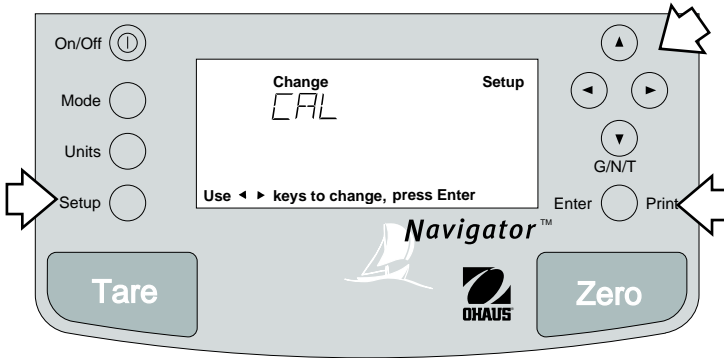 On/Off
Mode
Units
Setup
Change
Setup
CAL
Use ◄ ► keys to change, press Enter
G/N/T
Enter
Print
Navigator™
Tare
OHAUS
Zero